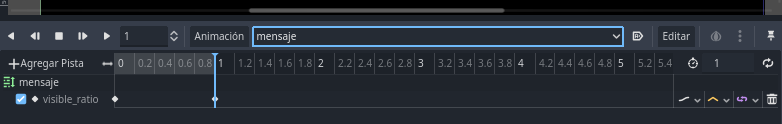 1 Animación mensaje Editar
Agregar Pista 0 0.2 0.4 0.6 0.8 1 1.2 1.4 1.6 1.8 2 2.2 2.4 2.6 2.8 3 3.2 3.4 3.6 3.8 4 4.2 4.4 4.6 4.8 5 5.2 5.4 1
mensaje
visible_ratio